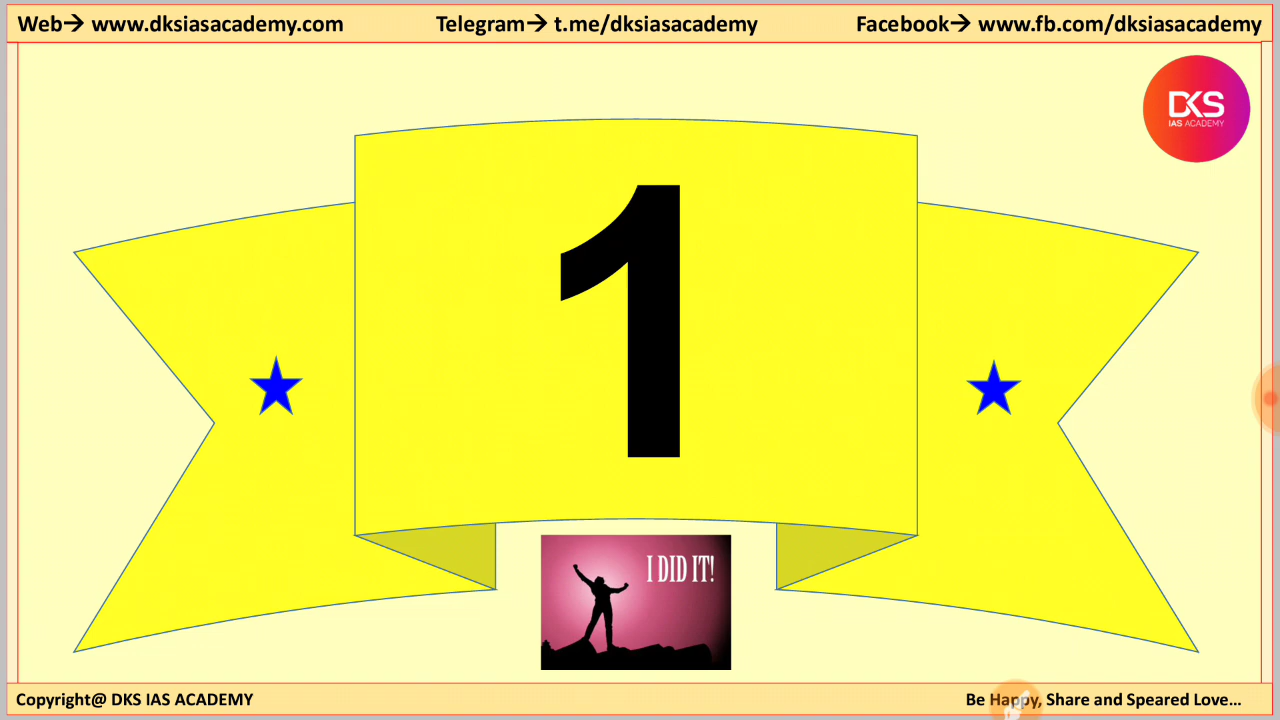 Web→ www.dksiasacademy.com Telegram→ t.me/dksiasacademy Facebook→ www.fb.com/dksiasacademy
DKS
IAS ACADEMY
1
I DID IT!
Copyright@ DKS IAS ACADEMY Be Happy, Share and Speared Love...